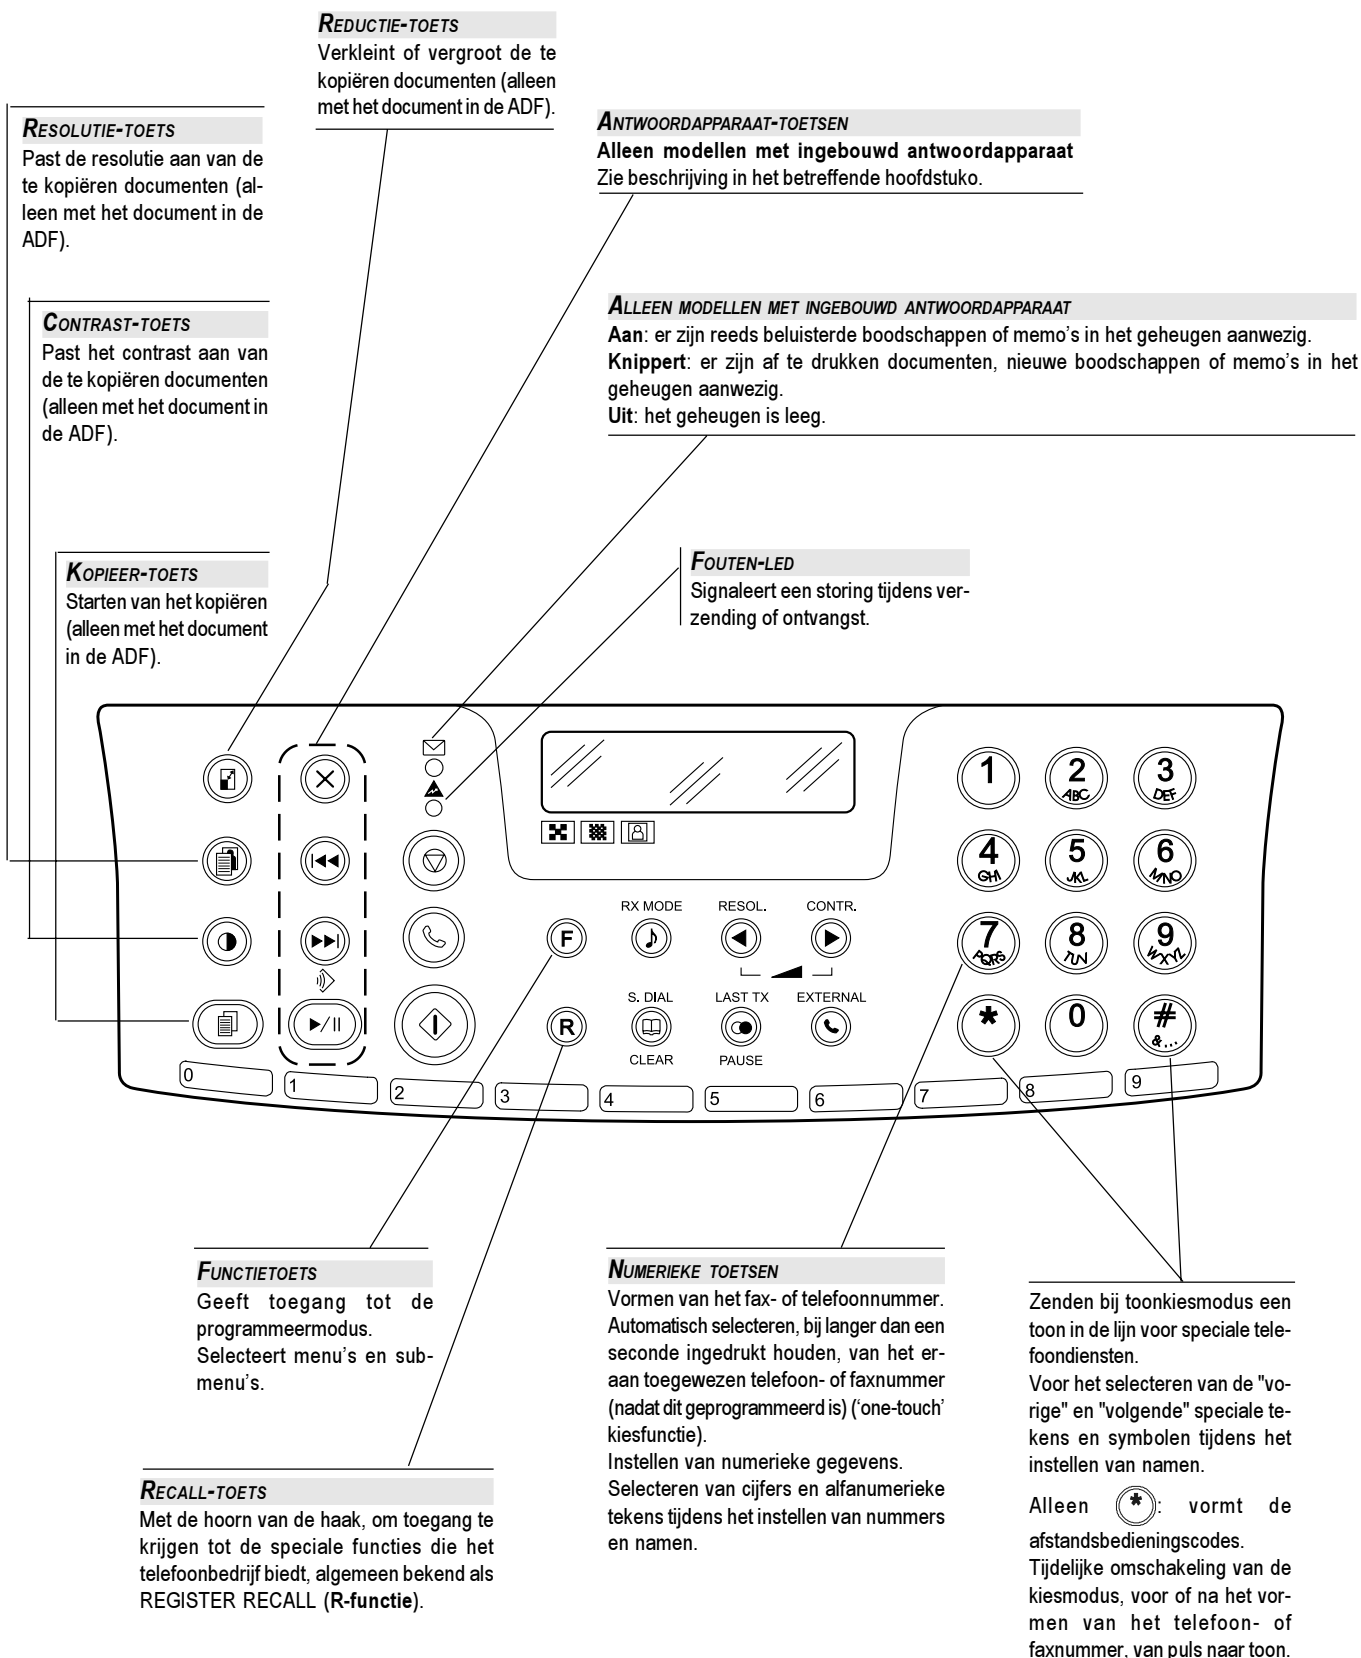 REDUCTIE-TOETS
Verkleint of vergroot de te
kopiëren documenten (alleen
met het document in de ADF).
RESOLUTIE-TOETS
Past de resolutie aan van de
te kopiëren documenten (al-
leen met het document in de
ADF).
ANTWOORDAPPARAAT-TOETSEN
Alleen modellen met ingebouwd antwoordapparaat
Zie beschrijving in het betreffende hoofdstuko.
CONTRAST-TOETS
Past het contrast aan van
de te kopiëren documenten
(alleen met het document in
de ADF).
ALLEEN MODELLEN MET INGEBOUWD ANTWOORDAPPARAAT
Aan: er zijn reeds beluisterde boodschappen of memo's in het geheugen aanwezig.
Knippert: er zijn af te drukken documenten, nieuwe boodschappen of memo's in het
geheugen aanwezig.
Uit: het geheugen is leeg.
KOPIEER-TOETS
Starten van het kopiëren
(alleen met het document
in de ADF).
FOUTEN-LED
Signaleert een storing tijdens ver-
zending of ontvangst.
1 2 3
ABC DEF
4 5 6
GHI JKL MNO
RX MODE RESOL. CONTR.
F
7 8 9
PQRS TUV WXYZ
S. DIAL LAST TX EXTERNAL
R
* 0 #
&...
CLEAR PAUSE
0 1 2 3 4 5 6 7 8 9
FUNCTIETOETS
Geeft toegang tot de
programmeermodus.
Selecteert menu's en sub-
menu's.
RECALL-TOETS
Met de hoorn van de haak, om toegang te
krijgen tot de speciale functies die het
telefoonbedrijf biedt, algemeen bekend als
REGISTER RECALL (R-functie).
NUMERIEKE TOETSEN
Vormen van het fax- of telefoonnummer.
Automatisch selecteren, bij langer dan een
seconde ingedrukt houden, van het er-
aan toegewezen telefoon- of faxnummer
(nadat dit geprogrammeerd is) ('one-touch'
kiesfunctie).
Instellen van numerieke gegevens.
Selecteren van cijfers en alfanumerieke
tekens tijdens het instellen van nummers
en namen.
Zenden bij toonkiesmodus een
toon in de lijn voor speciale tele-
foondiensten.
Voor het selecteren van de "vo-
rige" en "volgende" speciale te-
kens en symbolen tijdens het
instellen van namen.
Alleen *: vormt de
afstandsbedieningscodes.
Tijdelijke omschakeling van de
kiesmodus, voor of na het vor-
men van het telefoon- of
faxnummer, van puls naar toon.